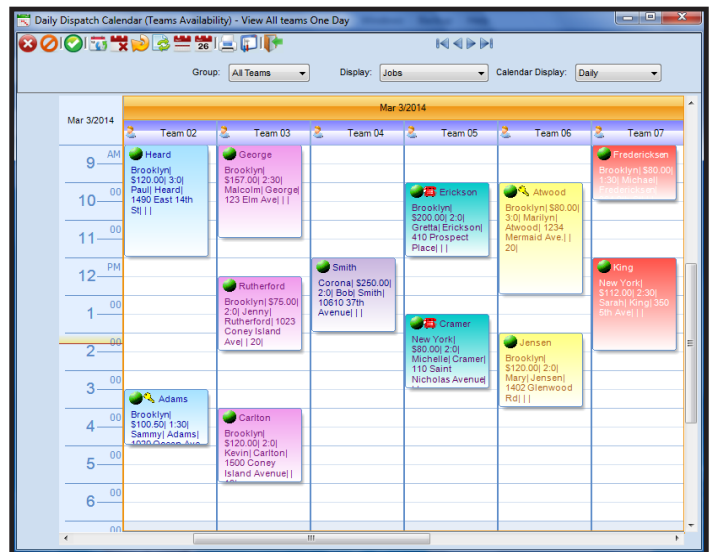 Daily Dispatch Calendar (Teams Availability) - View All teams One Day
26
Group: All Teams
Display: Jobs
Calendar Display: Daily
Mar 3/2014
Mar 3/2014
Team 02
Team 03
Team 04
Team 05
Team 06
Team 07
9 AM
10 00
11 00
12 PM
1 00
2 00
3 00
4 00
5 00
6 00
00
Heard
Brooklyn|
$120.00| 3:0|
Paul| Heard|
1490 East 14th
St| | |
Adams
Brooklyn|
$100.50| 1:30|
Sammy| Adams|
George
Brooklyn|
$157.00| 2:30|
Malcolm| George|
123 Elm Ave| | |
Rutherford
Brooklyn| $75.00|
2:0| Jenny|
Rutherford| 1023
Coney Island
Ave| | 20|
Carlton
Brooklyn|
$120.00| 2:0|
Kevin| Carlton|
1500 Coney
Island Avenue| |
Smith
Corona| $250.00|
2:0| Bob| Smith|
10610 37th
Avenue| | |
Erickson
Brooklyn|
$200.00| 2:0|
Gretta| Erickson|
410 Prospect
Place| | |
Cramer
New York|
$80.00| 2:0|
Michelle| Cramer|
110 Saint
Nicholas Avenue|
Atwood
Brooklyn| $80.00|
3:0| Marilyn|
Atwood| 1234
Mermaid Ave.| |
20|
Jensen
Brooklyn|
$120.00| 2:0|
Mary| Jensen|
1402 Glenwood
Rd| | |
Fredericksen
Brooklyn| $80.00|
1:30| Michael|
Fredericksen|
King
New York|
$112.00| 2:30|
Sarah| King| 350
5th Ave| | |